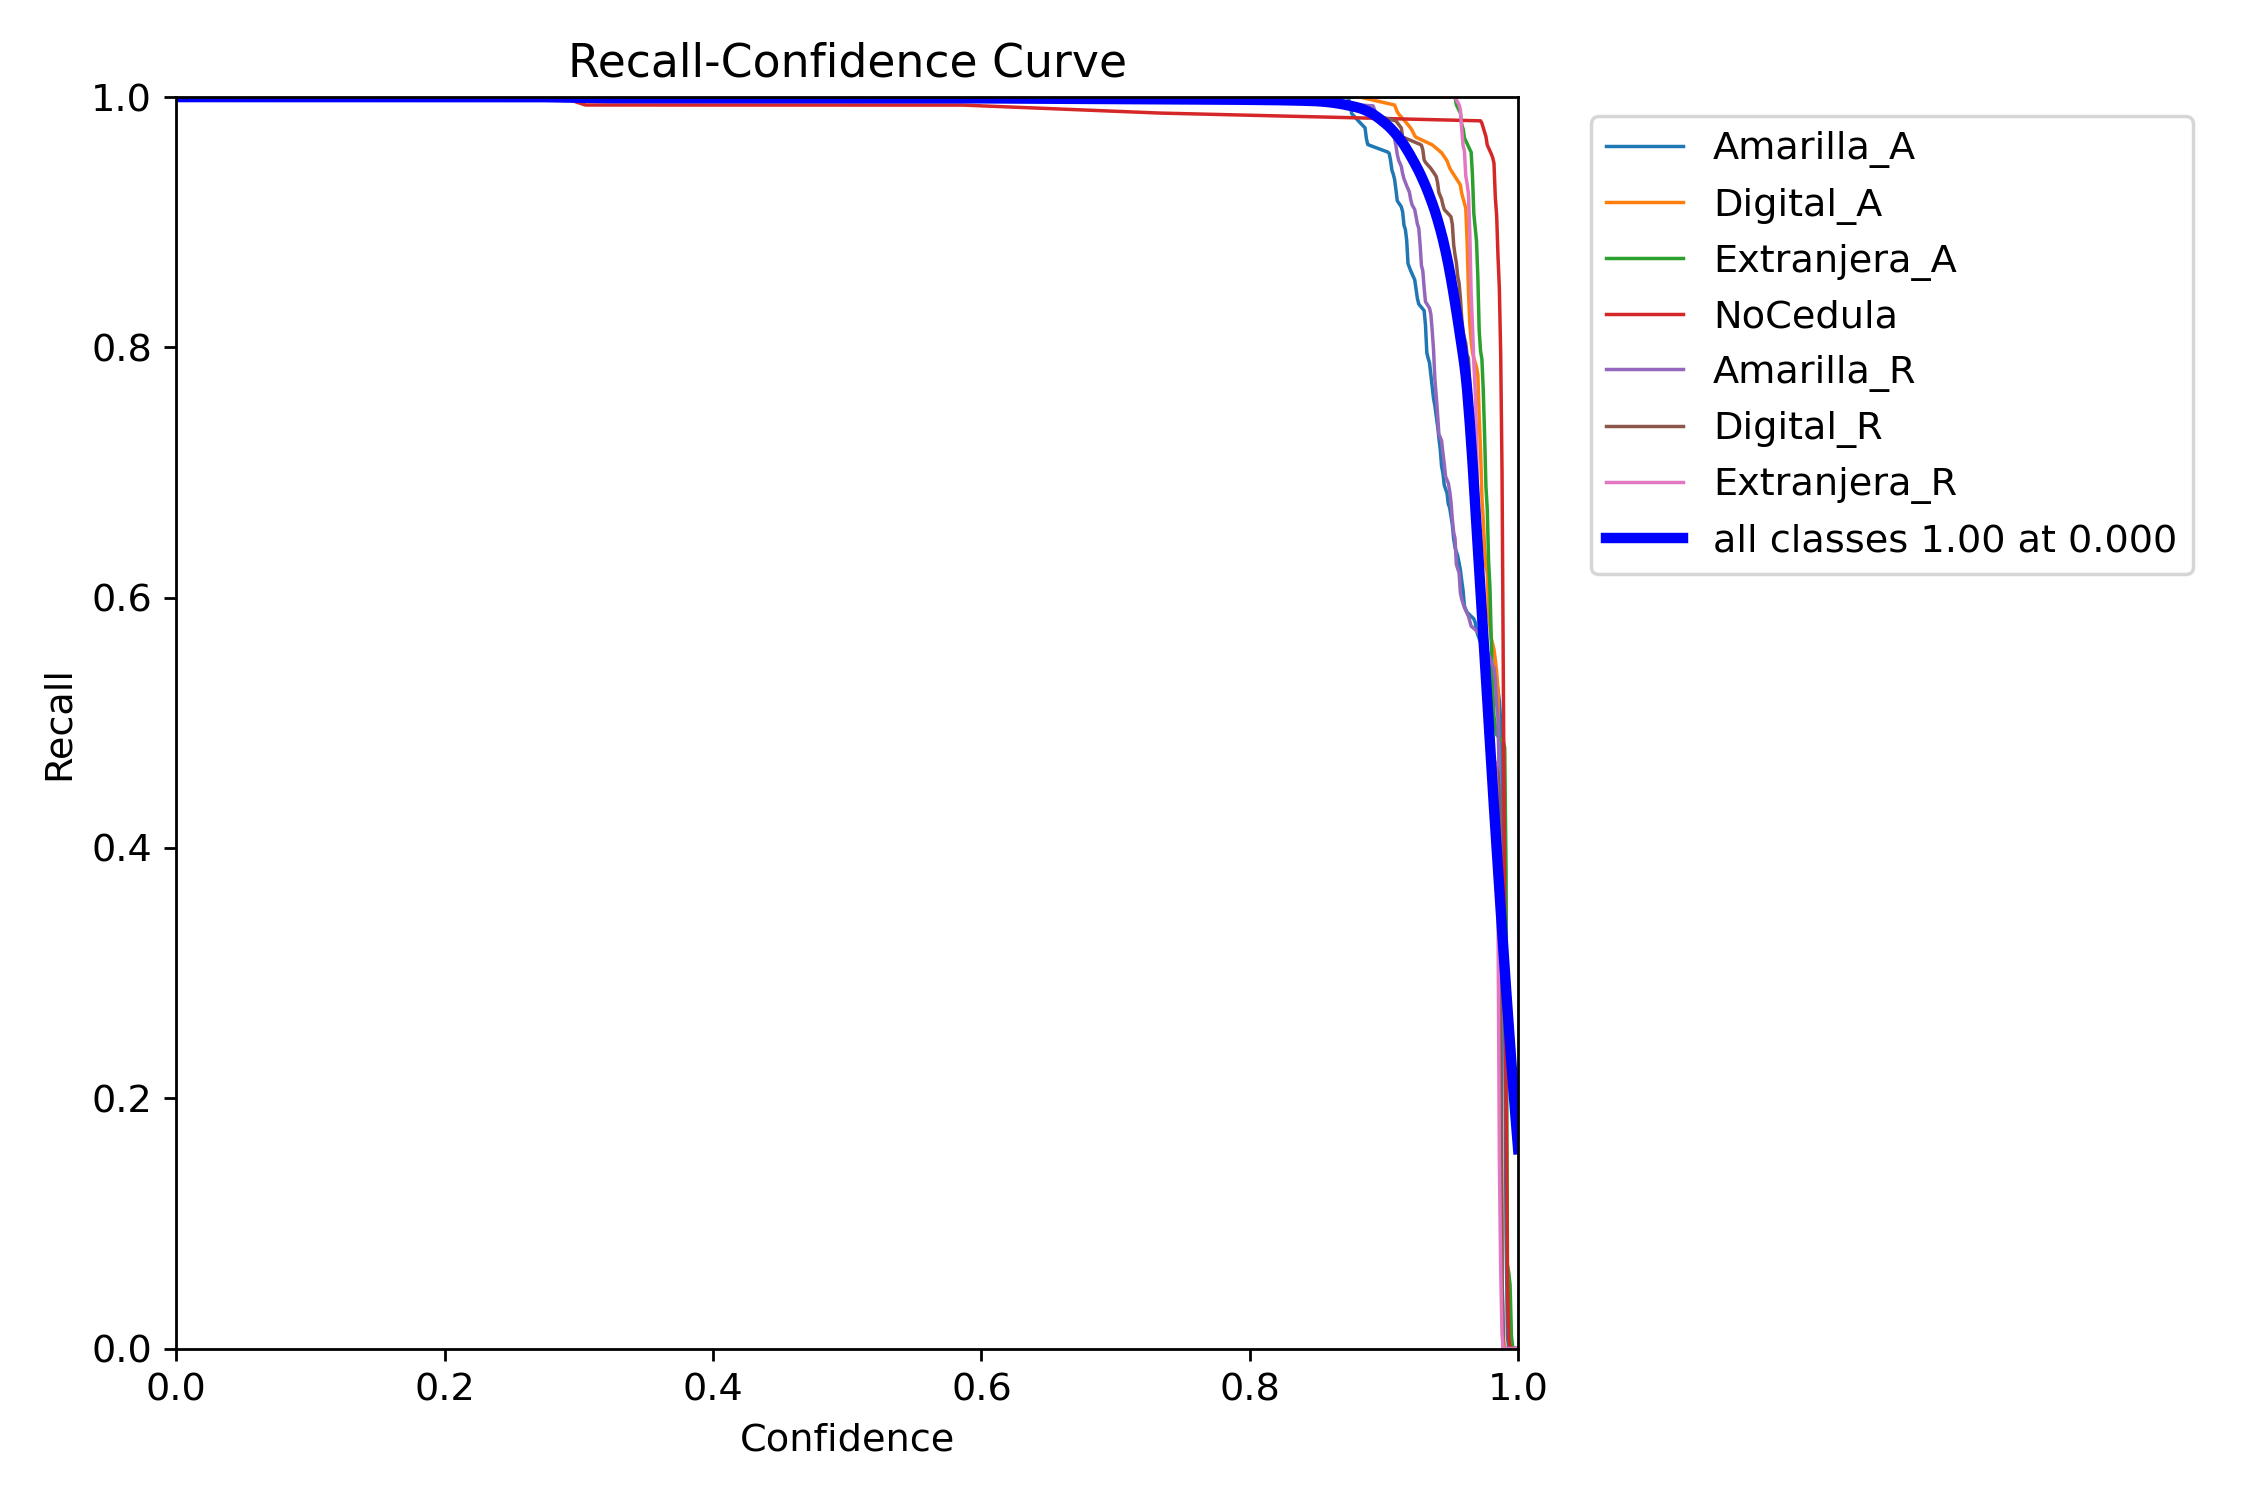 Recall-Confidence Curve
1.0
0.8
0.6
0.4
0.2
0.0
Recall
0.0 0.2 0.4 0.6 0.8 1.0
Confidence
Amarilla_A
Digital_A
Extranjera_A
NoCedula
Amarilla_R
Digital_R
Extranjera_R
all classes 1.00 at 0.000